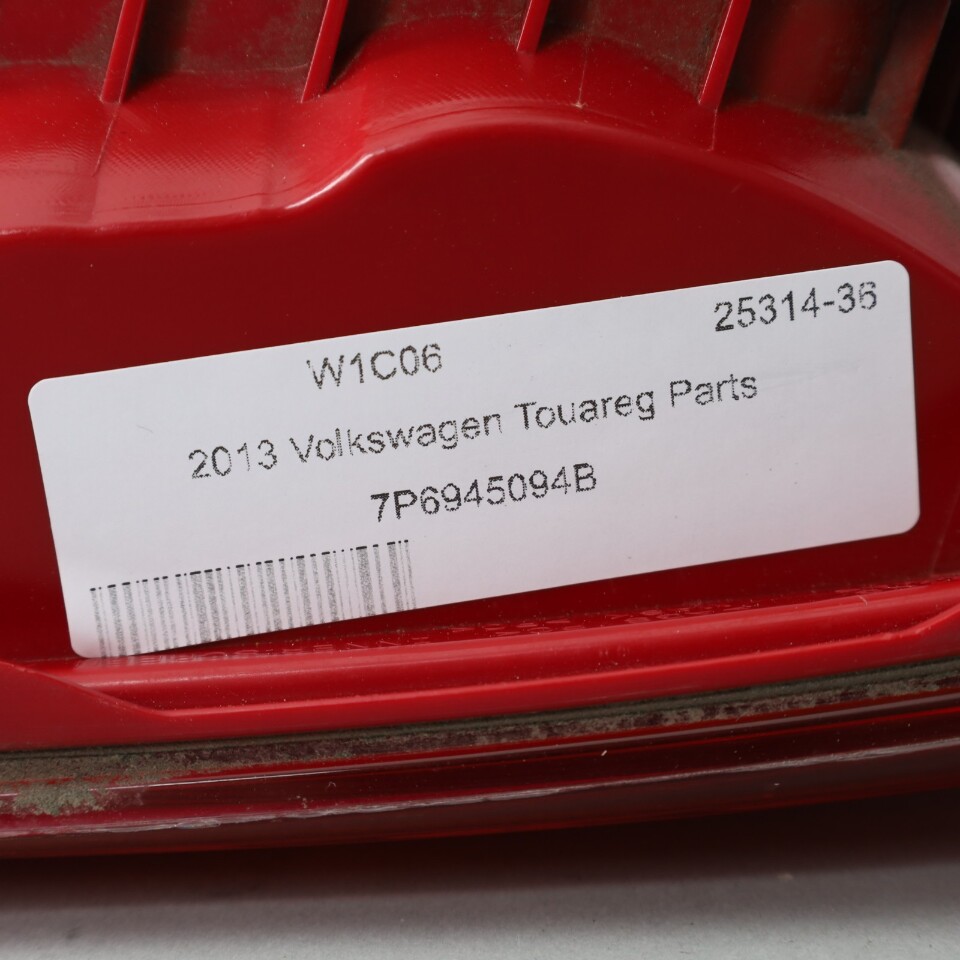 25314-36
W1C06
2013 Volkswagen Touareg Parts
7P6945094B